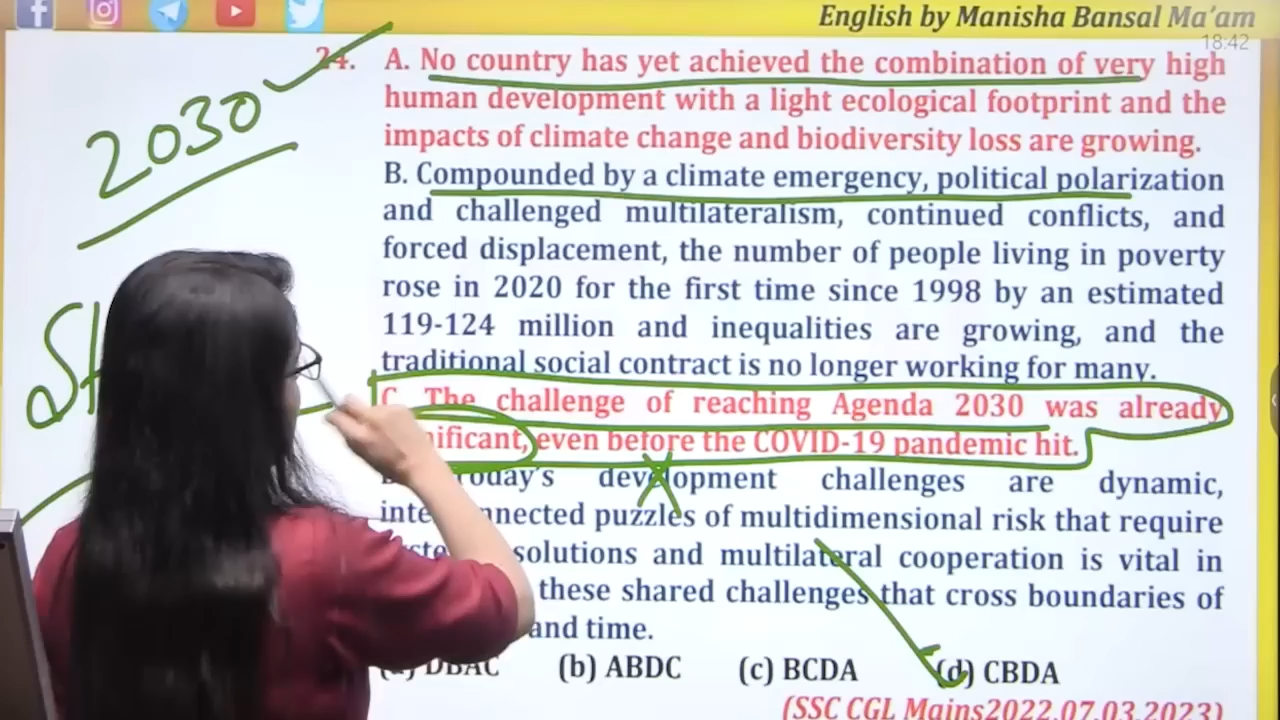 English by Manisha Bansal Ma'am
18:42
24. A. No country has yet achieved the combination of very high
2030
human development with a light ecological footprint and the
impacts of climate change and biodiversity loss are growing.
B. Compounded by a climate emergency, political polarization
and challenged multilateralism, continued conflicts, and
forced displacement, the number of people living in poverty
rose in 2020 for the first time since 1998 by an estimated
119-124 million and inequalities are growing, and the
traditional social contract is no longer working for many.
C. The challenge of reaching Agenda 2030 was already
even before the COVID-19 pandemic hit.
development challenges are dynamic,
puzzles of multidimensional risk that require
solutions and multilateral cooperation is vital in
these shared challenges that cross boundaries of
and time.
DBAC (b) ABDC (c) BCDA (d) CBDA
(SSC CGL Mains2022,07.03.2023)